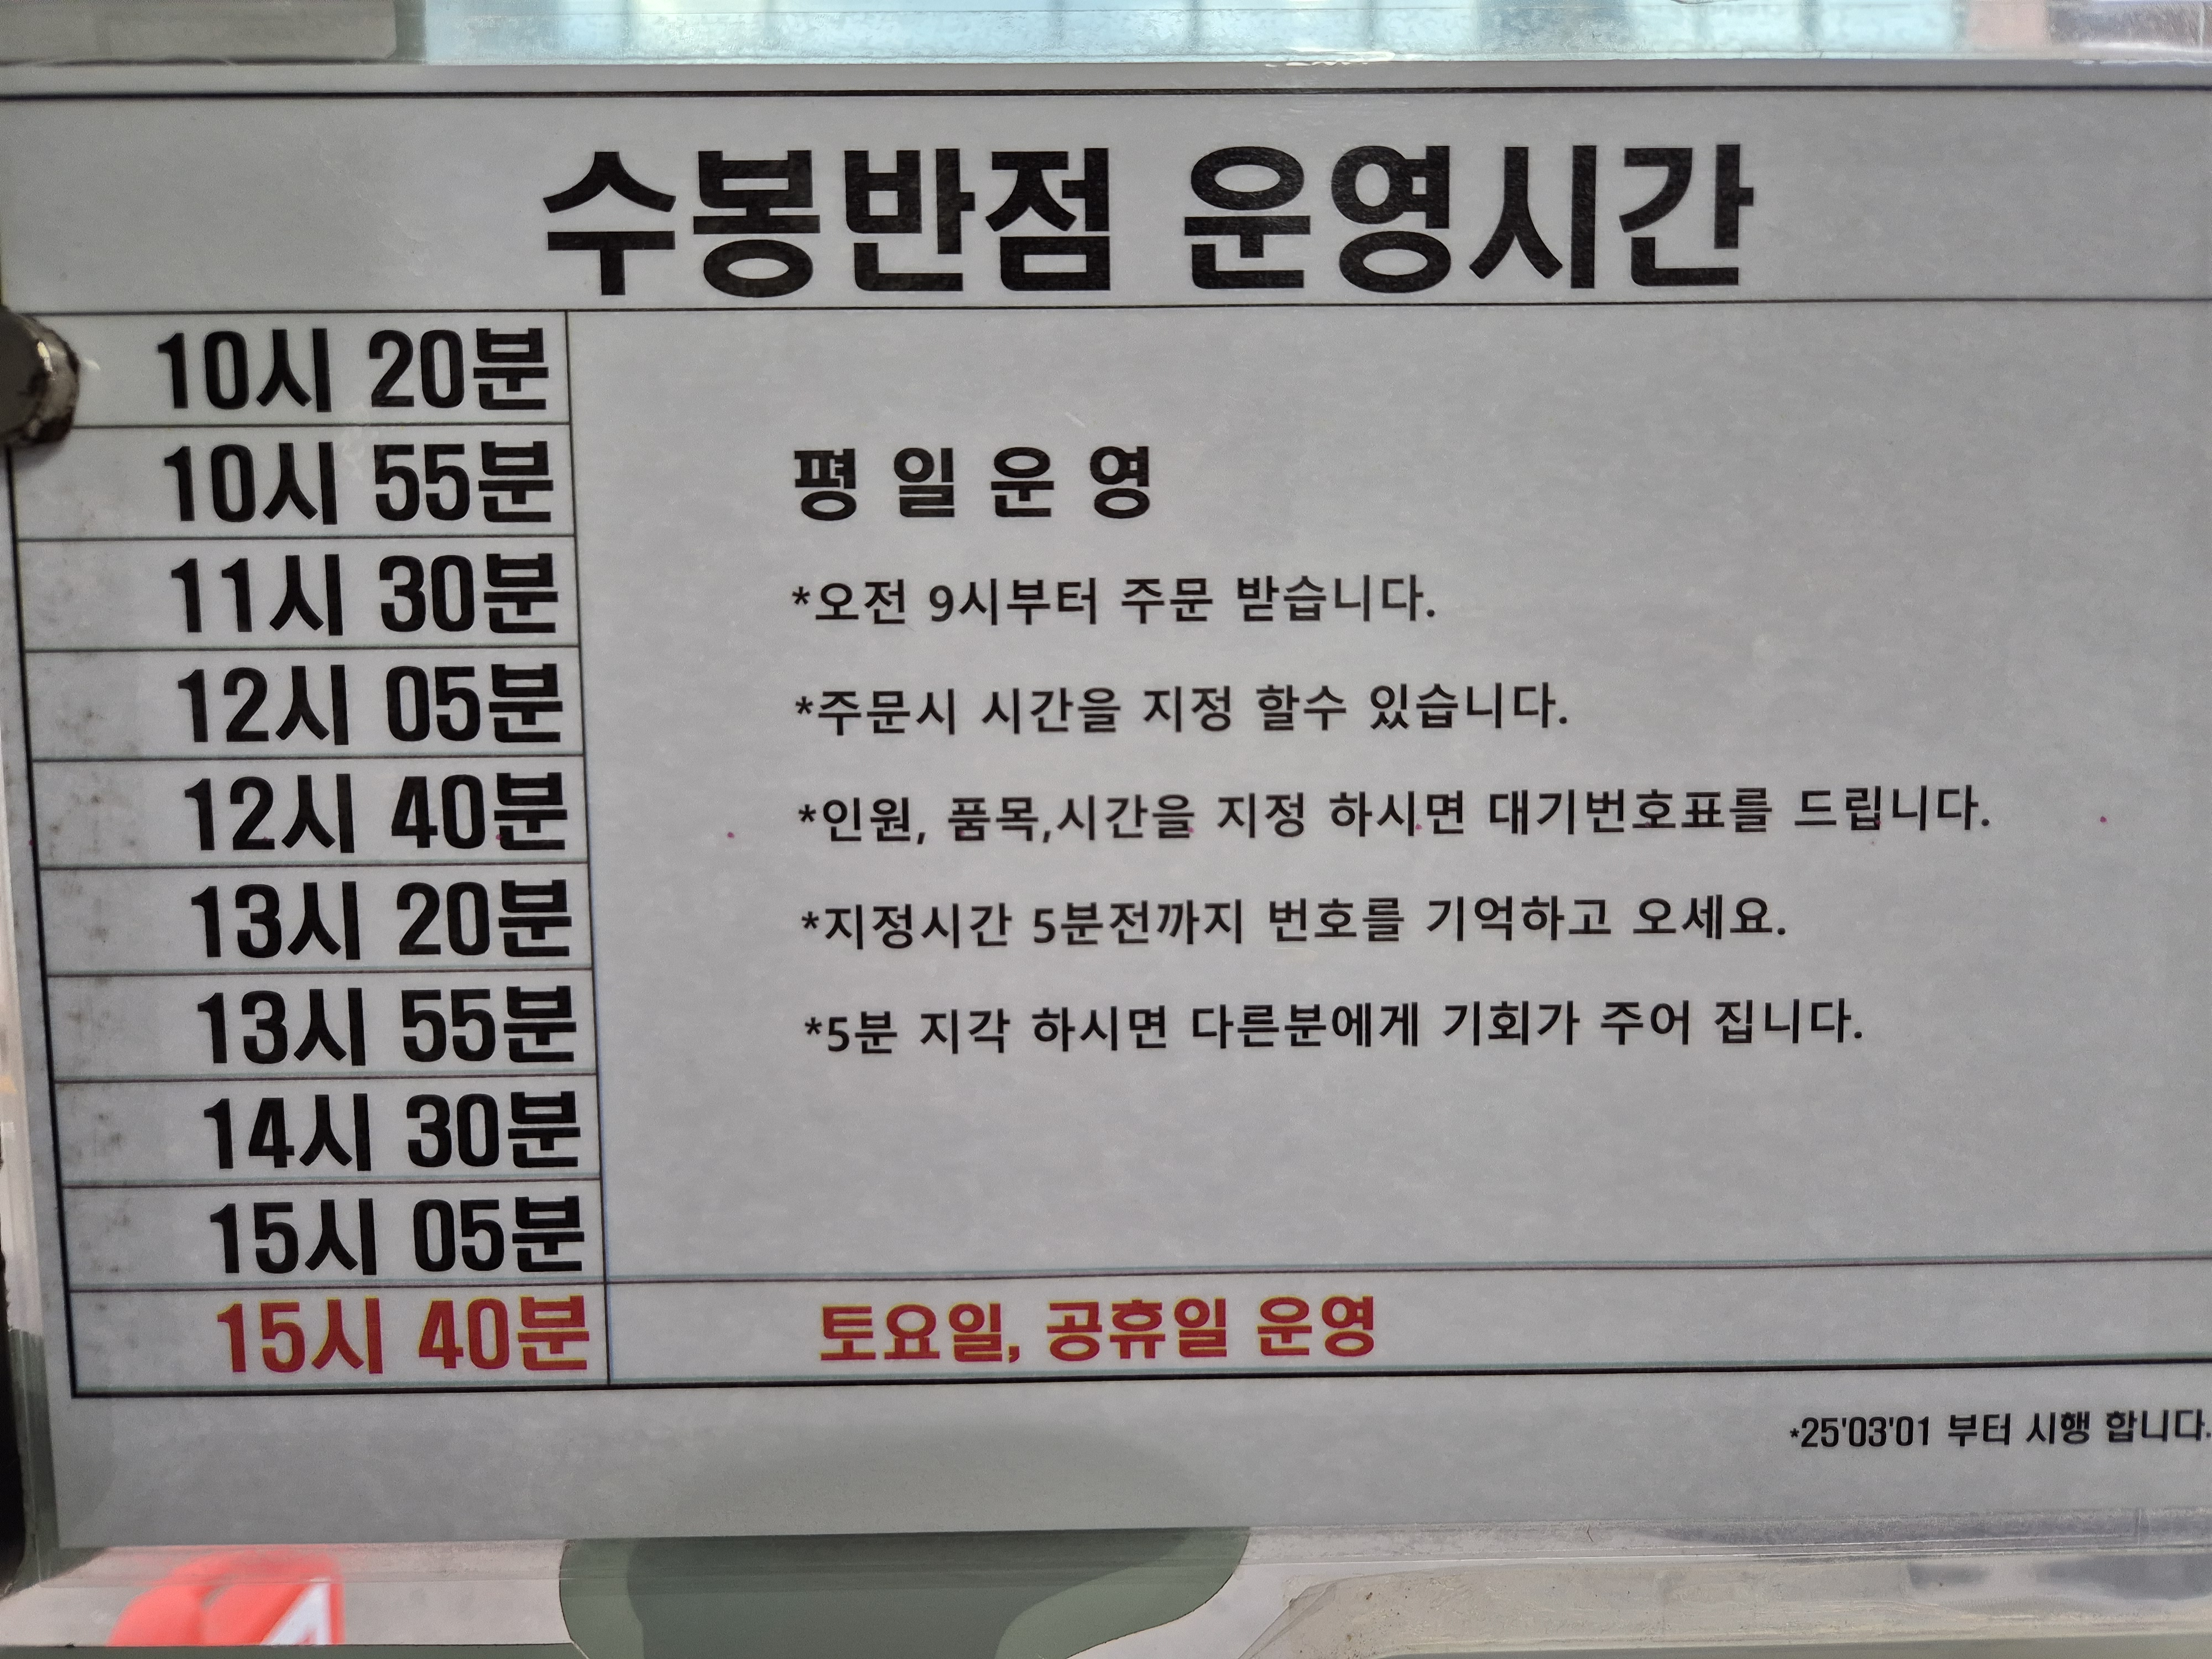 수봉반점 운영시간
10시 20분
10시 55분
11시 30분
12시 05분
12시 40분
13시 20분
13시 55분
14시 30분
15시 05분
평 일 운 영
*오전 9시부터 주문 받습니다.
*주문시 시간을 지정 할수 있습니다.
*인원, 품목,시간을 지정 하시면 대기번호표를 드립니다.
*지정시간 5분전까지 번호를 기억하고 오세요.
*5분 지각 하시면 다른분에게 기회가 주어 집니다.
15시 40분 토요일, 공휴일 운영
*25'03'01 부터 시행 합니다.